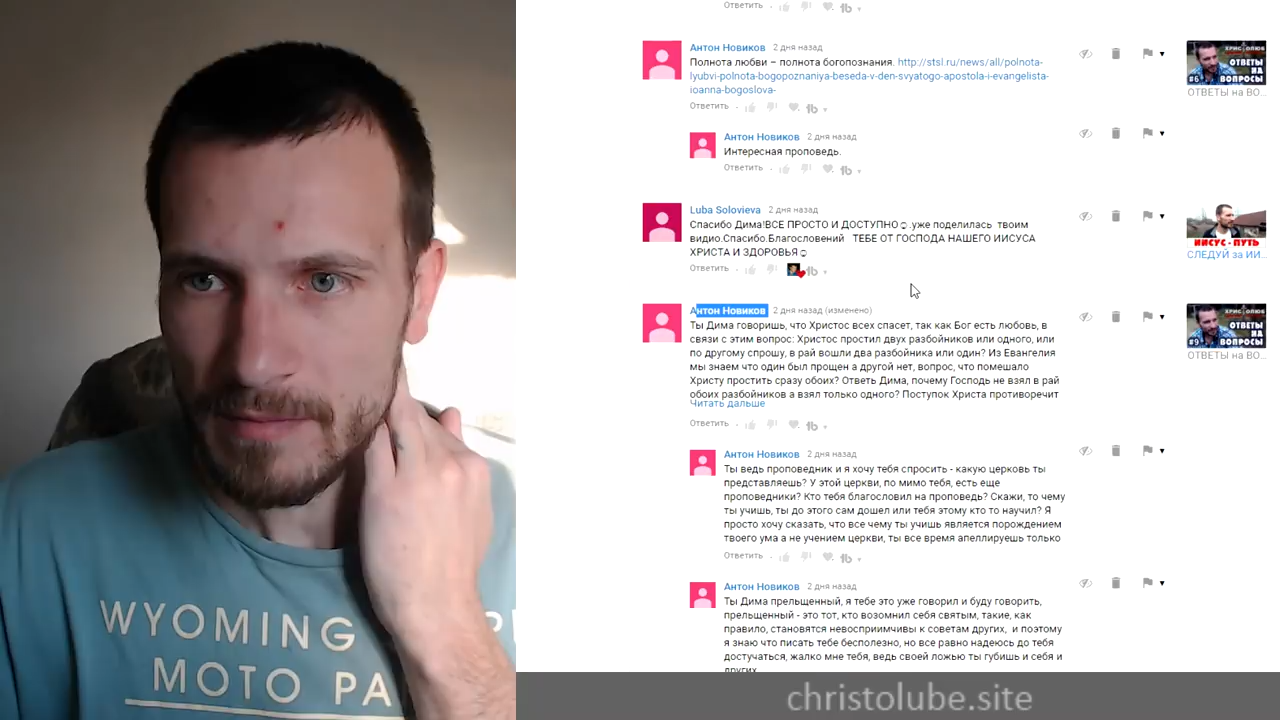 Ответить
Антон Новиков 2 дня назад
Полнота любви – полнота богопознания. http://stsl.ru/news/all/polnota-
lyubvi-polnota-bogopoznaniya-beseda-v-den-svyatogo-apostola-i-evangelista-
ioanna-bogoslova-
Ответить
#6 ХРИСТОЛЮБ
ОТВЕТЫ
НА
ВОПРОСЫ
ОТВЕТЫ на ВО...
Антон Новиков 2 дня назад
Интересная проповедь.
Ответить
Luba Solovieva 2 дня назад
Спасибо Дима!ВСЕ ПРОСТО И ДОСТУПНО☺.уже поделилась твоим
видио.Спасибо.Благословений ТЕБЕ ОТ ГОСПОДА НАШЕГО ИИСУСА
ХРИСТА И ЗДОРОВЬЯ☺
Ответить
ИИСУС - ПУТЬ
СЛЕДУЙ за ИИ...
Антон Новиков 2 дня назад (изменено)
Ты Дима говоришь, что Христос всех спасет, так как Бог есть любовь, в
связи с этим вопрос: Христос простил двух разбойников или одного, или
по другому спрошу, в рай вошли два разбойника или один? Из Евангелия
мы знаем что один был прощен а другой нет, вопрос, что помешало
Христу простить сразу обоих? Ответь Дима, почему Господь не взял в рай
обоих разбойников а взял только одного? Поступок Христа противоречит
Читать дальше
Ответить
#9 ХРИСТОЛЮБ
ОТВЕТЫ
НА
ВОПРОСЫ
ОТВЕТЫ на ВО...
Антон Новиков 2 дня назад
Ты ведь проповедник и я хочу тебя спросить - какую церковь ты
представляешь? У этой церкви, по мимо тебя, есть еще
проповедники? Кто тебя благословил на проповедь? Скажи, то чему
ты учишь, ты до этого сам дошел или тебя этому кто то научил? Я
просто хочу сказать, что все чему ты учишь является порождением
твоего ума а не учением церкви, ты все время апеллируешь только
Ответить
Антон Новиков 2 дня назад
Ты Дима прельщенный, я тебе это уже говорил и буду говорить,
прельщенный - это тот, кто возомнил себя святым, такие, как
правило, становятся невосприимчивы к советам других, и поэтому
я знаю что писать тебе бесполезно, но все равно надеюсь до тебя
достучаться, жалко мне тебя, ведь своей ложью ты губишь и себя и
других
WYOMING
MOTO PA
christolube.site